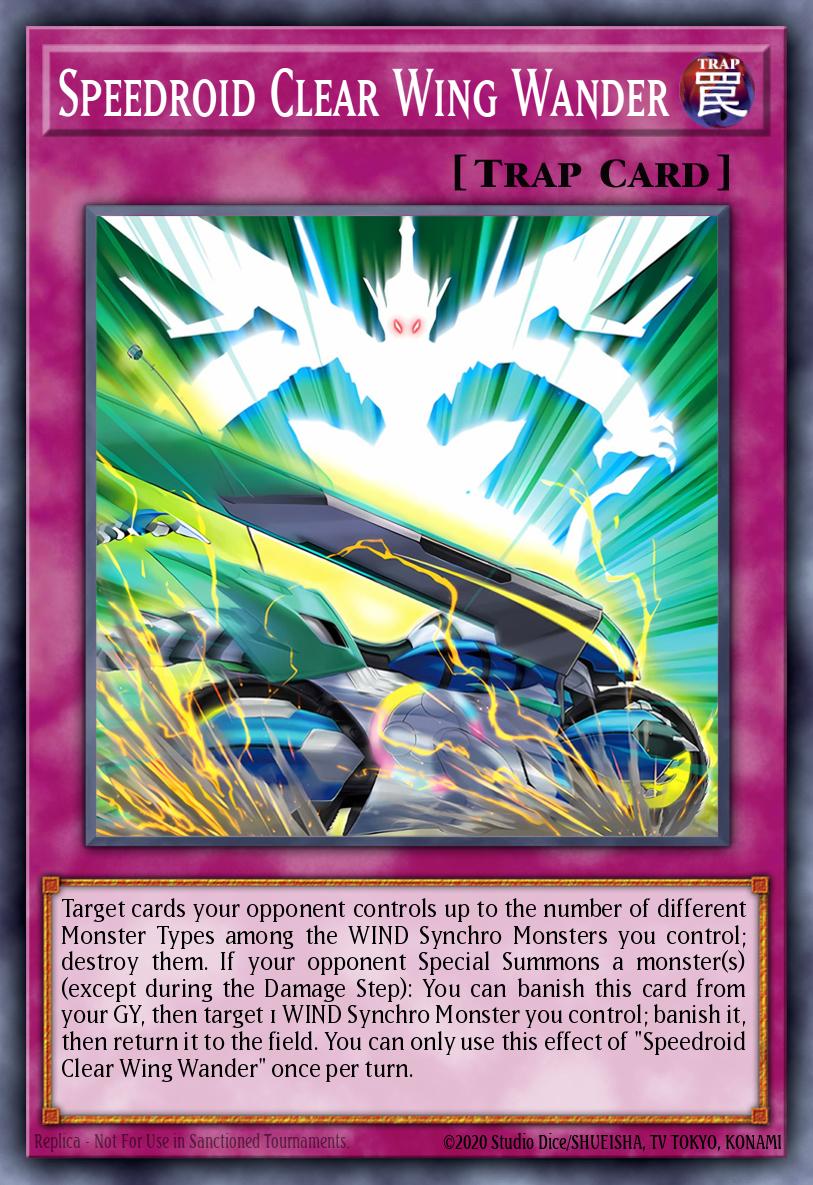 Speedroid Clear Wing Wander
TRAP
罠
[Trap Card]
Target cards your opponent controls up to the number of different
Monster Types among the WIND Synchro Monsters you control;
destroy them. If your opponent Special Summons a monster(s)
(except during the Damage Step): You can banish this card from
your GY, then target 1 WIND Synchro Monster you control; banish it,
then return it to the field. You can only use this effect of "Speedroid
Clear Wing Wander" once per turn.
Replica - Not For Use in Sanctioned Tournaments.
©2020 Studio Dice/SHUEISHA, TV TOKYO, KONAMI